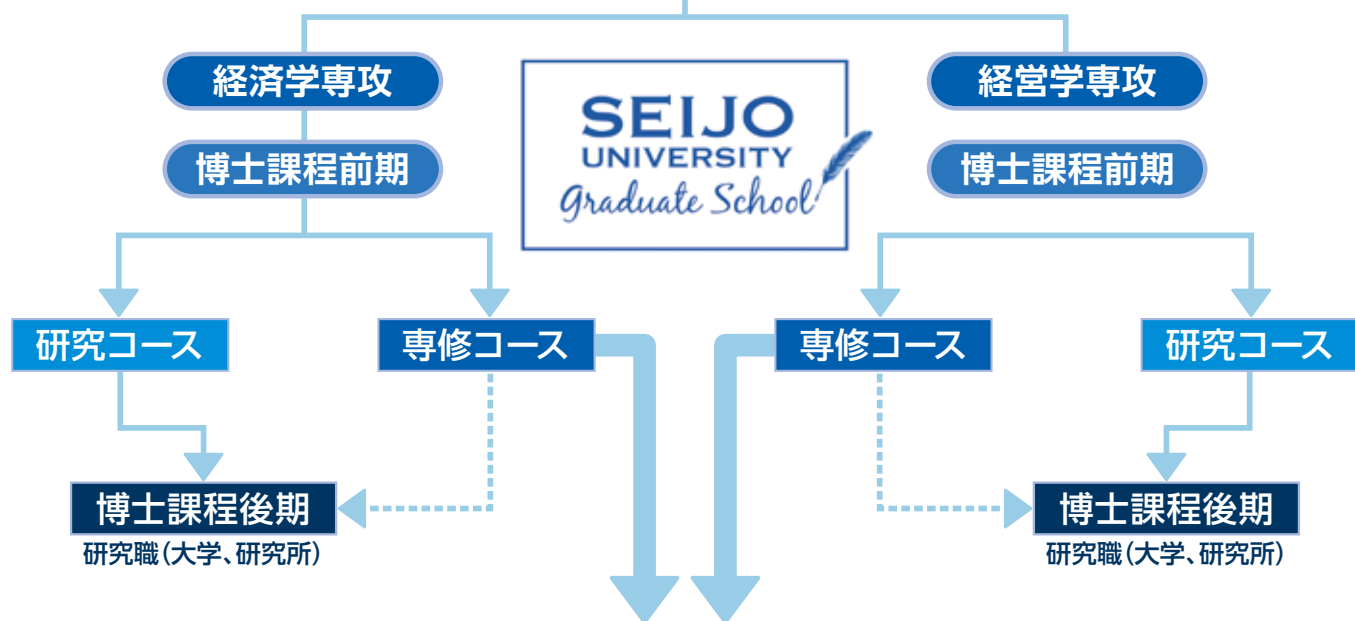 経済学専攻
経営学専攻
SEIJO
UNIVERSITY
Graduate School
博士課程前期
博士課程前期
研究コース
専修コース
専修コース
研究コース
博士課程後期
研究職(大学、研究所)
博士課程後期
研究職(大学、研究所)